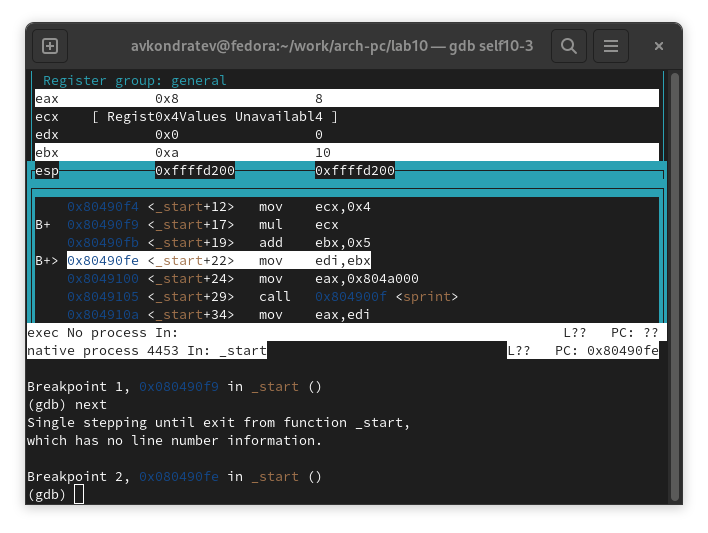 avkondratev@fedora:~/work/arch-pc/lab10 — gdb self10-3
Register group: general
eax 0x8 8
ecx [ Regist0x4Values Unavailabl4 ]
edx 0x0 0
ebx 0xa 10
esp 0xffffd200 0xffffd200
0x80490f4 <_start+12> mov ecx,0x4
B+ 0x80490f9 <_start+17> mul ecx
0x80490fb <_start+19> add ebx,0x5
B+> 0x80490fe <_start+22> mov edi,ebx
0x8049100 <_start+24> mov eax,0x804a000
0x8049105 <_start+29> call 0x804900f <sprint>
0x804910a <_start+34> mov eax,edi
exec No process In: L?? PC: ??
native process 4453 In: _start L?? PC: 0x80490fe
Breakpoint 1, 0x080490f9 in _start ()
(gdb) next
Single stepping until exit from function _start,
which has no line number information.
Breakpoint 2, 0x080490fe in _start ()
(gdb)